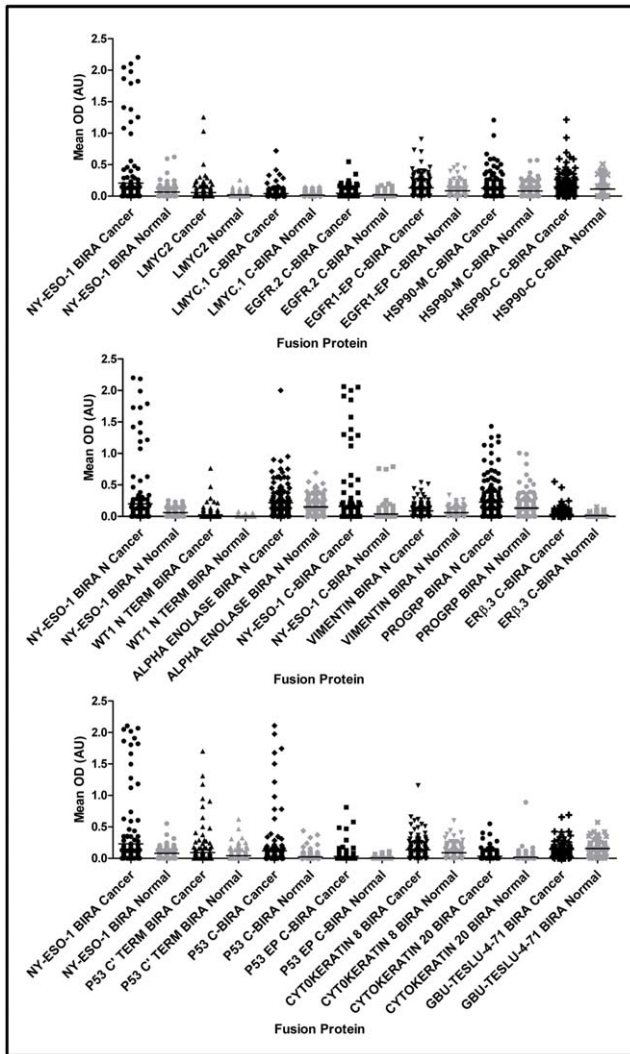 Mean OD (AU)
2.5
2.0
1.5
1.0
0.5
0.0
NY-ESO-1 BIRA Cancer
NY-ESO-1 BIRA Normal
LMYC2 Cancer
LMYC2 Normal
LMYC.1 C-BIRA Cancer
LMYC.1 C-BIRA Normal
EGFR.2 C-BIRA Cancer
EGFR.2 C-BIRA Normal
EGFR1-EP C-BIRA Cancer
EGFR1-EP C-BIRA Normal
HSP90-M C-BIRA Cancer
HSP90-M C-BIRA Normal
HSP90-C C-BIRA Cancer
HSP90-C C-BIRA Normal
Fusion Protein
Mean OD (AU)
2.5
2.0
1.5
1.0
0.5
0.0
NY-ESO-1 BIRA N Cancer
NY-ESO-1 BIRA N Normal
WT1 N TERM BIRA Cancer
WT1 N TERM BIRA Normal
ALPHA ENOLASE BIRA N Cancer
ALPHA ENOLASE BIRA N Normal
NY-ESO-1 C-BIRA Cancer
NY-ESO-1 C-BIRA Normal
VIMENTIN BIRA N Cancer
VIMENTIN BIRA N Normal
PROGRP BIRA N Cancer
PROGRP BIRA N Normal
ERβ.3 C-BIRA Cancer
ERβ.3 C-BIRA Normal
Fusion Protein
Mean OD (AU)
2.5
2.0
1.5
1.0
0.5
0.0
NY-ESO-1 BIRA Cancer
NY-ESO-1 BIRA Normal
P53 C' TERM BIRA Cancer
P53 C' TERM BIRA Normal
P53 C-BIRA Cancer
P53 C-BIRA Normal
P53 EP C-BIRA Cancer
P53 EP C-BIRA Normal
CYT0KERATIN 8 BIRA Cancer
CYT0KERATIN 8 BIRA Normal
CYTOKERATIN 20 BIRA Cancer
CYTOKERATIN 20 BIRA Normal
GBU-TESLU-4-71 BIRA Cancer
GBU-TESLU-4-71 BIRA Normal
Fusion Protein